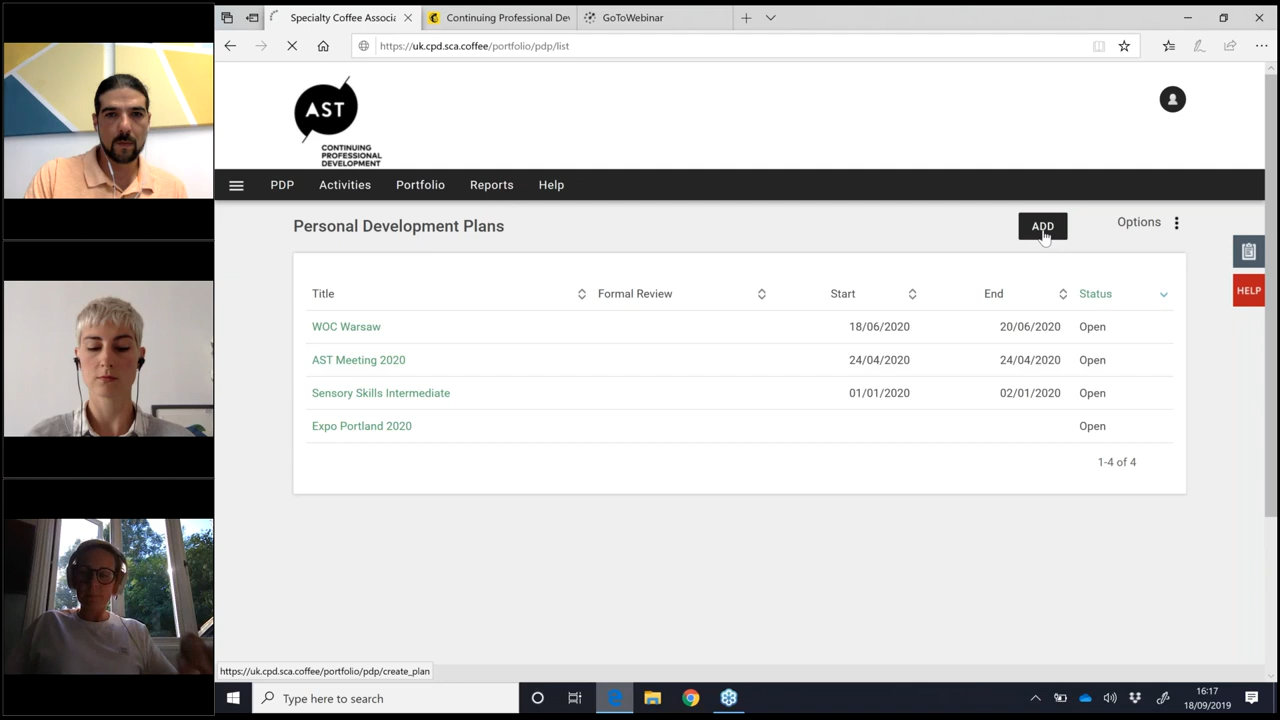 Specialty Coffee Associa
Continuing Professional Dev
GoToWebinar
https://uk.cpd.sca.coffee/portfolio/pdp/list
AST
CONTINUING
PROFESSIONAL
DEVELOPMENT
PDP Activities Portfolio Reports Help
Personal Development Plans
ADD
Options
HELP
Title Formal Review Start End Status
WOC Warsaw 18/06/2020 20/06/2020 Open
AST Meeting 2020 24/04/2020 24/04/2020 Open
Sensory Skills Intermediate 01/01/2020 02/01/2020 Open
Expo Portland 2020 Open
1-4 of 4
https://uk.cpd.sca.coffee/portfolio/pdp/create_plan
Type here to search
16:17
18/09/2019